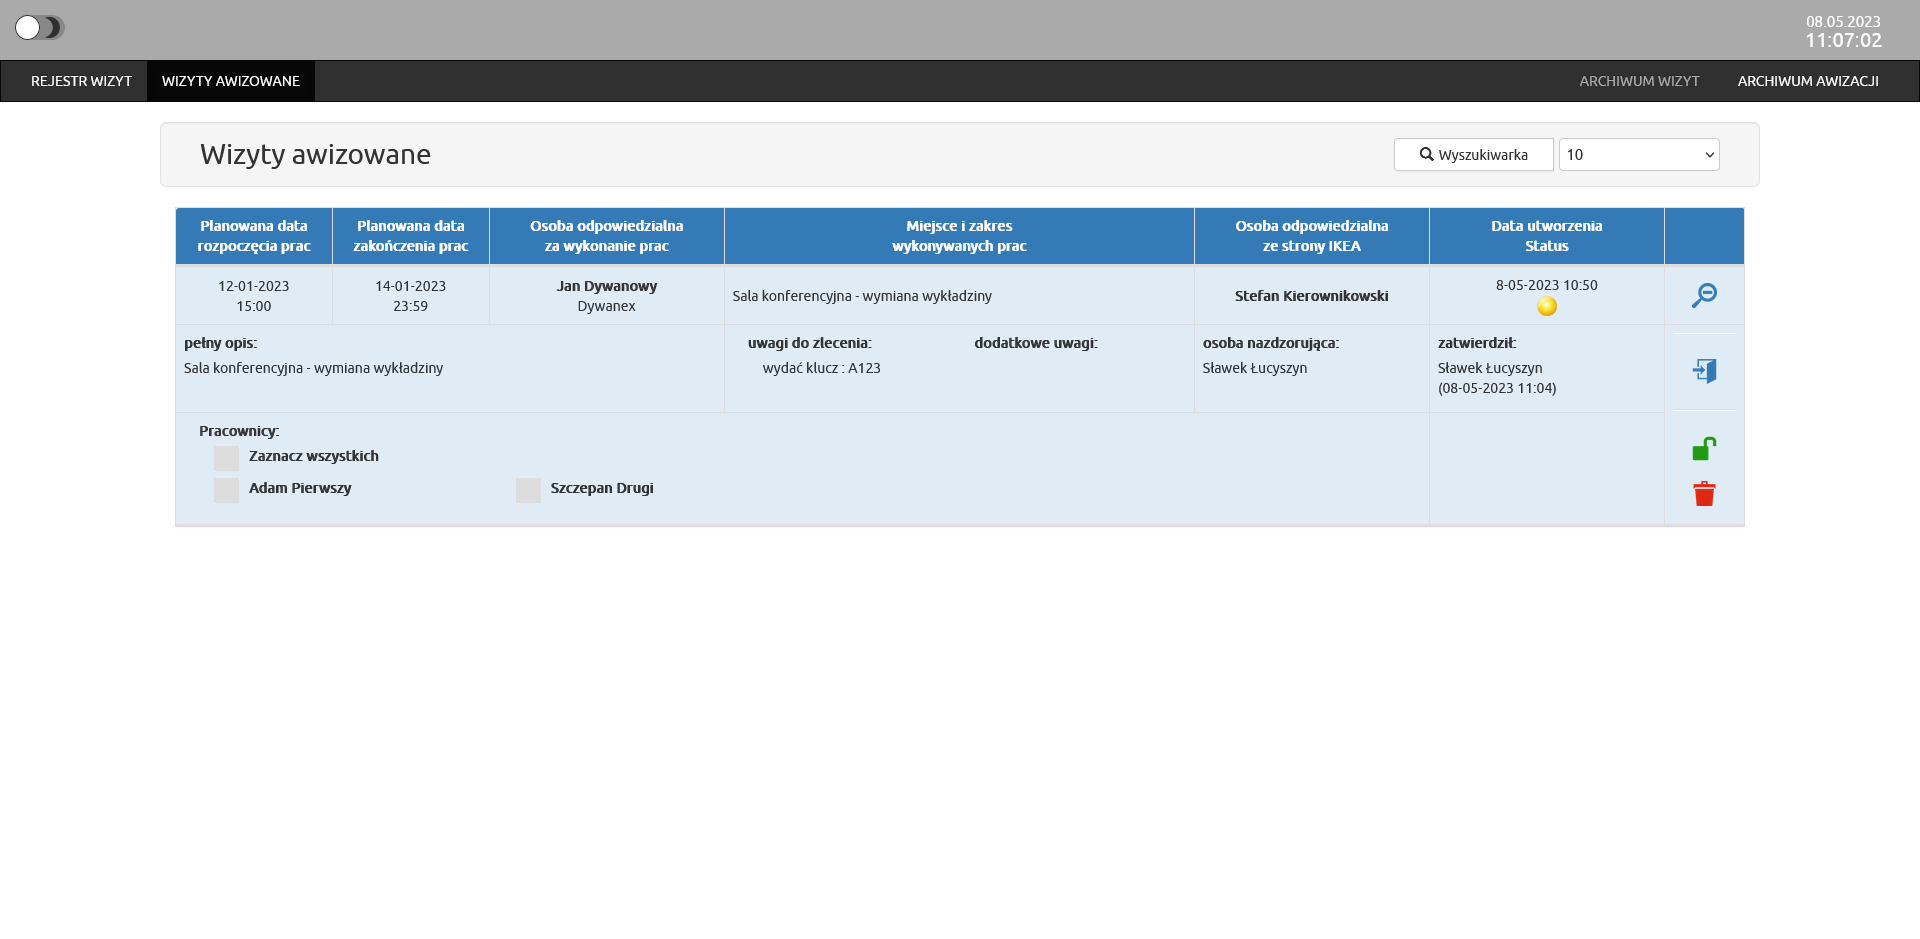 08.05.2023
11:07:02
REJESTR WIZYT
WIZYTY AWIZOWANE
ARCHIWUM WIZYT
ARCHIWUM AWIZACJI
Wizyty awizowane
Wyszukiwarka
10
Planowana data
rozpoczęcia prac
Planowana data
zakończenia prac
Osoba odpowiedzialna
za wykonanie prac
Miejsce i zakres
wykonywanych prac
Osoba odpowiedzialna
ze strony IKEA
Data utworzenia
Status
12-01-2023
15:00
14-01-2023
23:59
Jan Dywanowy
Dywanex
Sala konferencyjna - wymiana wykładziny
Stefan Kierownikowski
8-05-2023 10:50
pełny opis:
Sala konferencyjna - wymiana wykładziny
uwagi do zlecenia:
wydać klucz : A123
dodatkowe uwagi:
osoba nazdzorująca:
Sławek Łucyszyn
zatwierdził:
Sławek Łucyszyn
(08-05-2023 11:04)
Pracownicy:
Zaznacz wszystkich
Adam Pierwszy
Szczepan Drugi